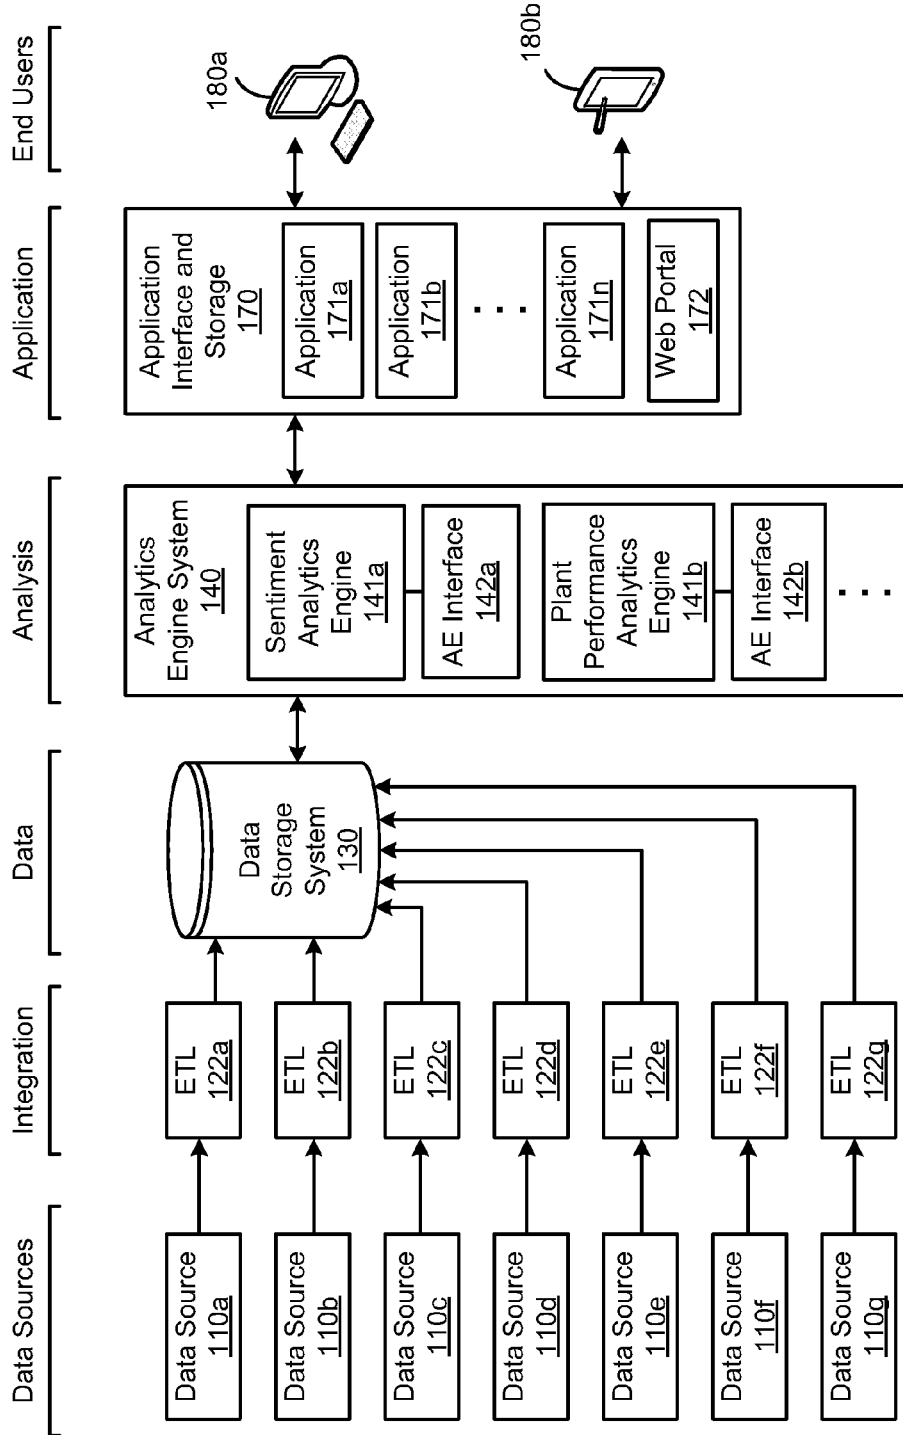 Data Sources
Integration
Data
Analysis
Application
End Users
Data Source
110a
Data Source
110b
Data Source
110c
Data Source
110d
Data Source
110e
Data Source
110f
Data Source
110g
ETL
122a
ETL
122b
ETL
122c
ETL
122d
ETL
122e
ETL
122f
ETL
122g
Data
Storage
System
130
Analytics
Engine System
140
Sentiment
Analytics
Engine
141a
AE Interface
142a
Plant
Performance
Analytics
Engine
141b
AE Interface
142b
. . .
Application
Interface and
Storage
170
Application
171a
Application
171b
. . .
Application
171n
Web Portal
172
180a
180b